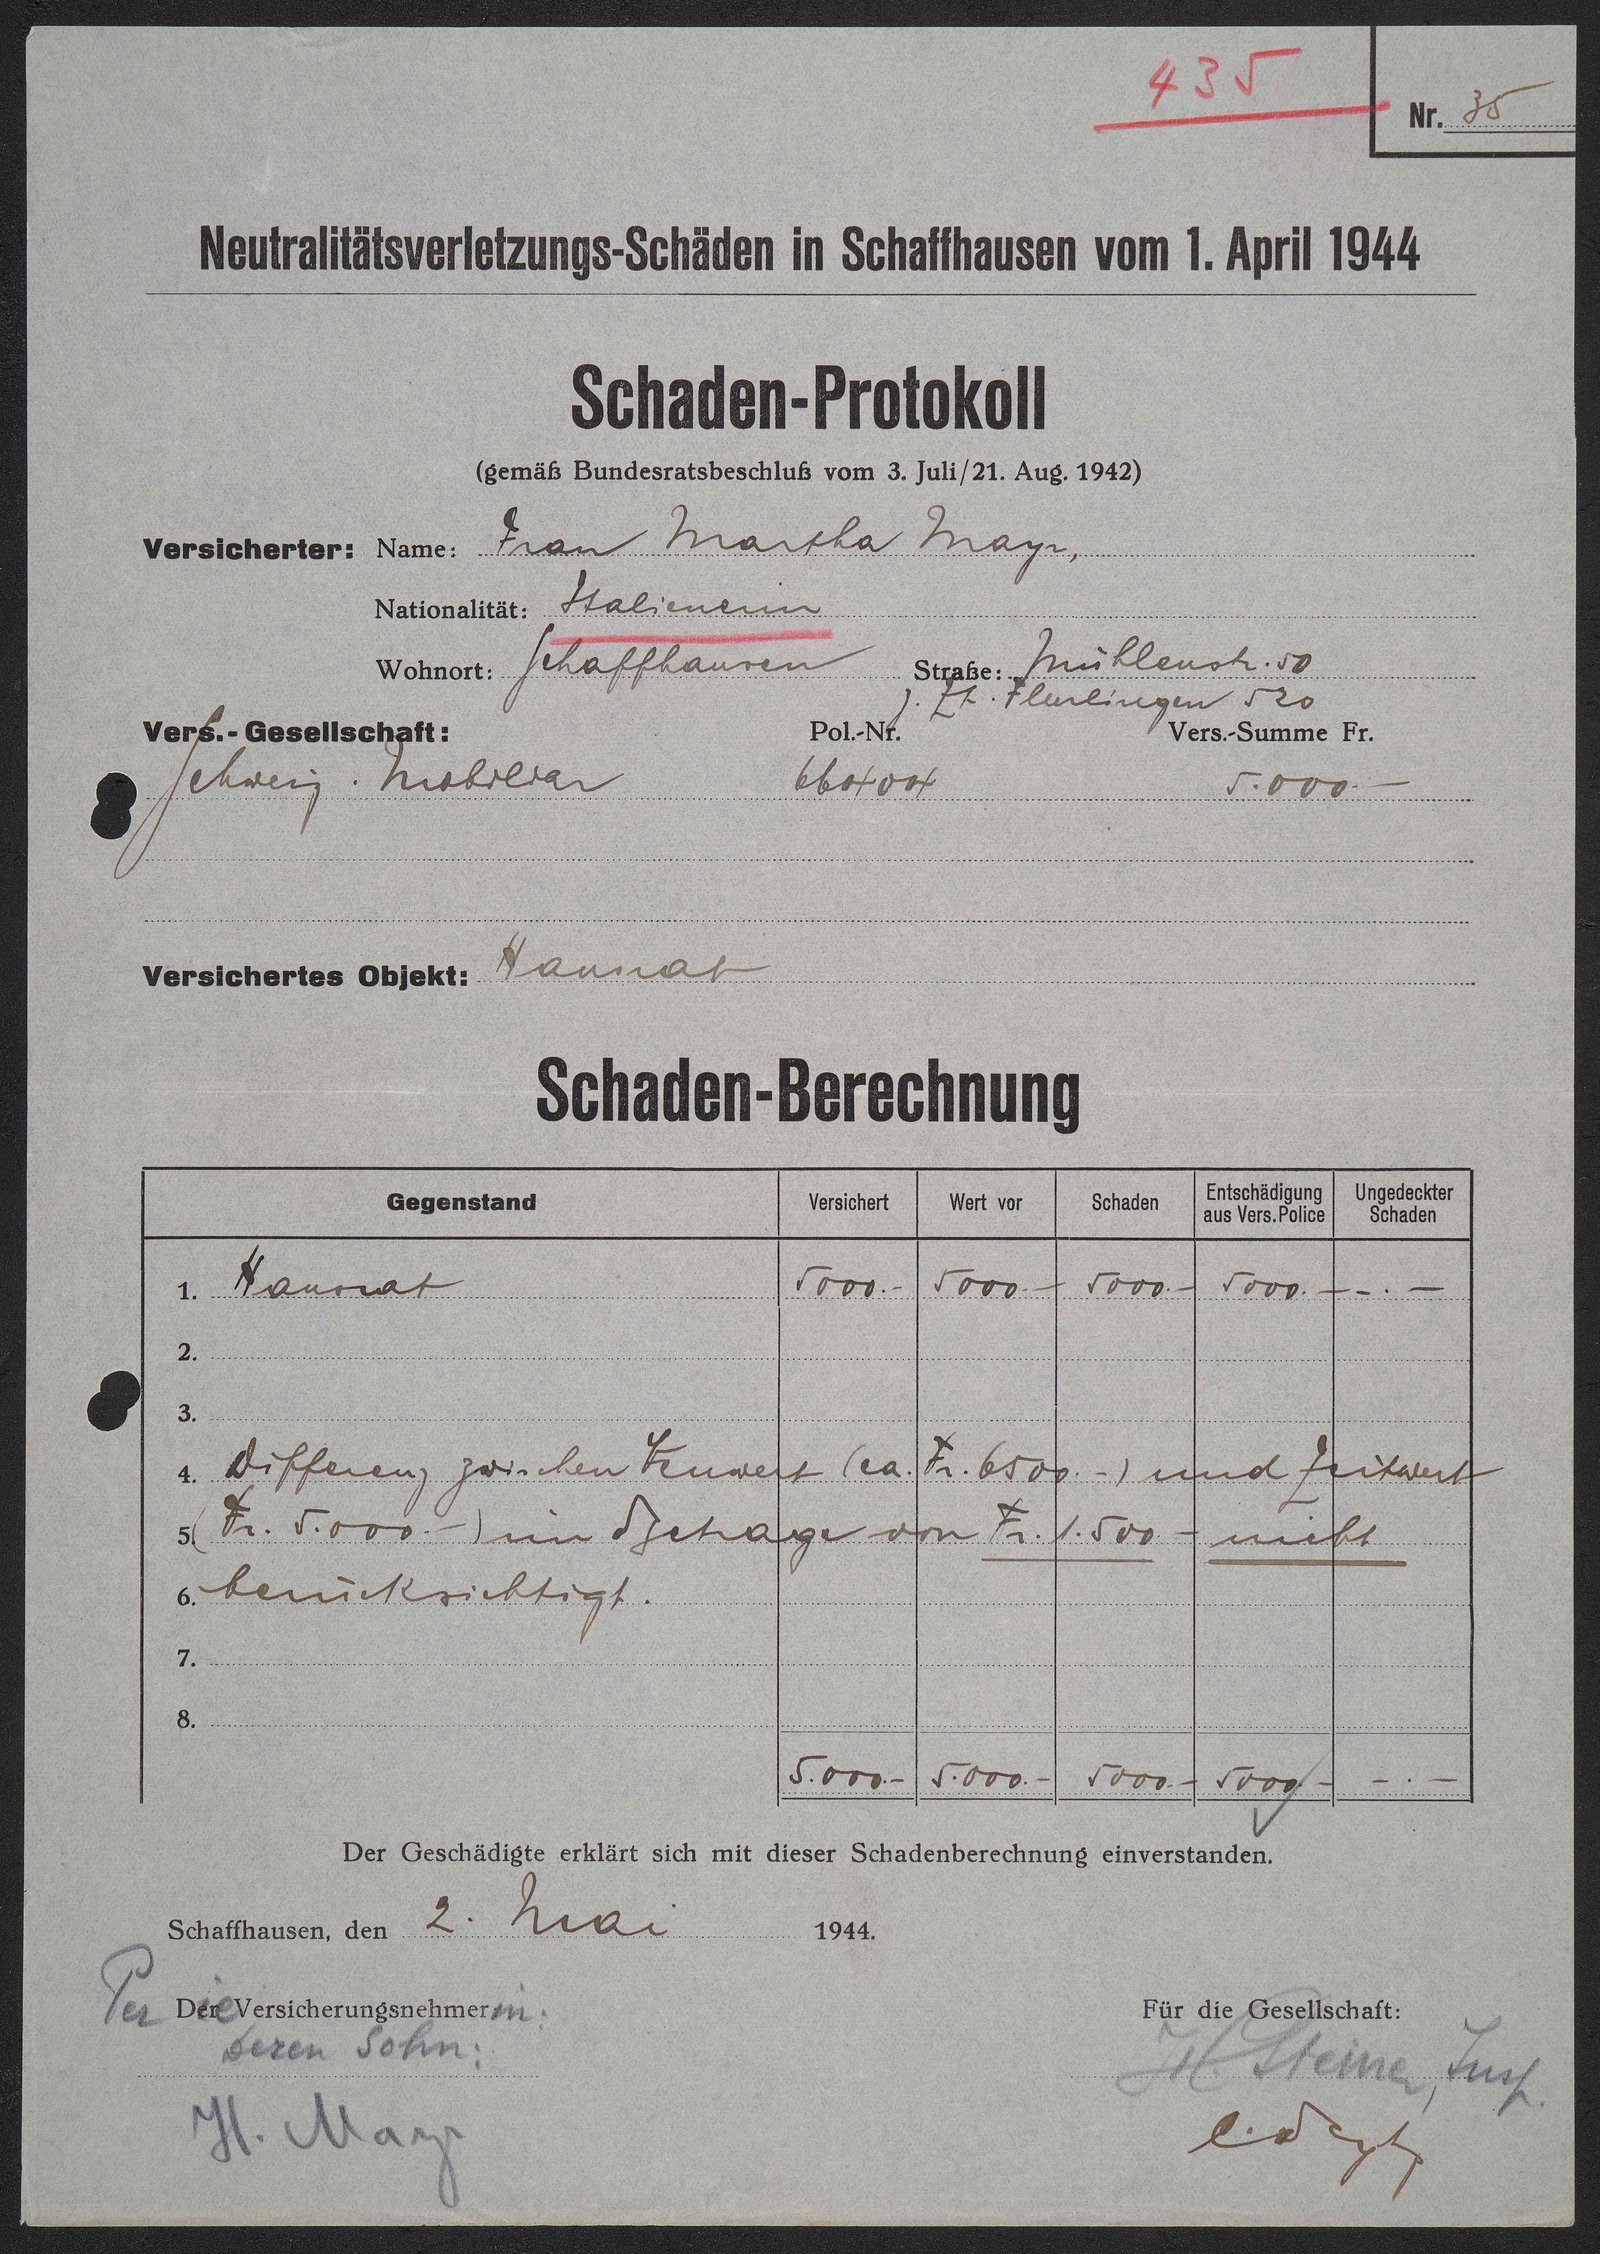 435
Nr. 35
Neutralitätsverletzungs-Schäden in Schaffhausen vom 1. April 1944
Schaden-Protokoll
(gemäß Bundesratsbeschluß vom 3. Juli/21. Aug. 1942)
Versicherter: Name: Frau Martha Mayr,
Nationalität: Italienerin
Wohnort: Schaffhausen Straße: Mühlenstr. 50
z. Zt. Flurlingen 520
Vers.-Gesellschaft: Pol.-Nr. Vers.-Summe Fr.
Schweiz. Mobiliar 5.000.—
Versichertes Objekt: Hausrat
Schaden-Berechnung
Gegenstand Versichert Wert vor Schaden Entschädigung aus Vers.Police Ungedeckter Schaden
1. Hausrat 5000.- 5000.- 5000.- 5000.- -.-
2.
3.
4. Differenz zwischen Neuwert (ca. Fr. 6500.-) und Zeitwert
5. (Fr. 5.000.-) im Betrage von Fr. 1.500.- nicht
6. berücksichtigt.
7.
8.
5.000.- 5.000.- 5000.- 5000.- -.-
Der Geschädigte erklärt sich mit dieser Schadenberechnung einverstanden.
Schaffhausen, den 2. Mai 1944.
Per Die Versicherungsnehmerin: Für die Gesellschaft:
deren Sohn: H. Steiner, Insp.
H. Mayr